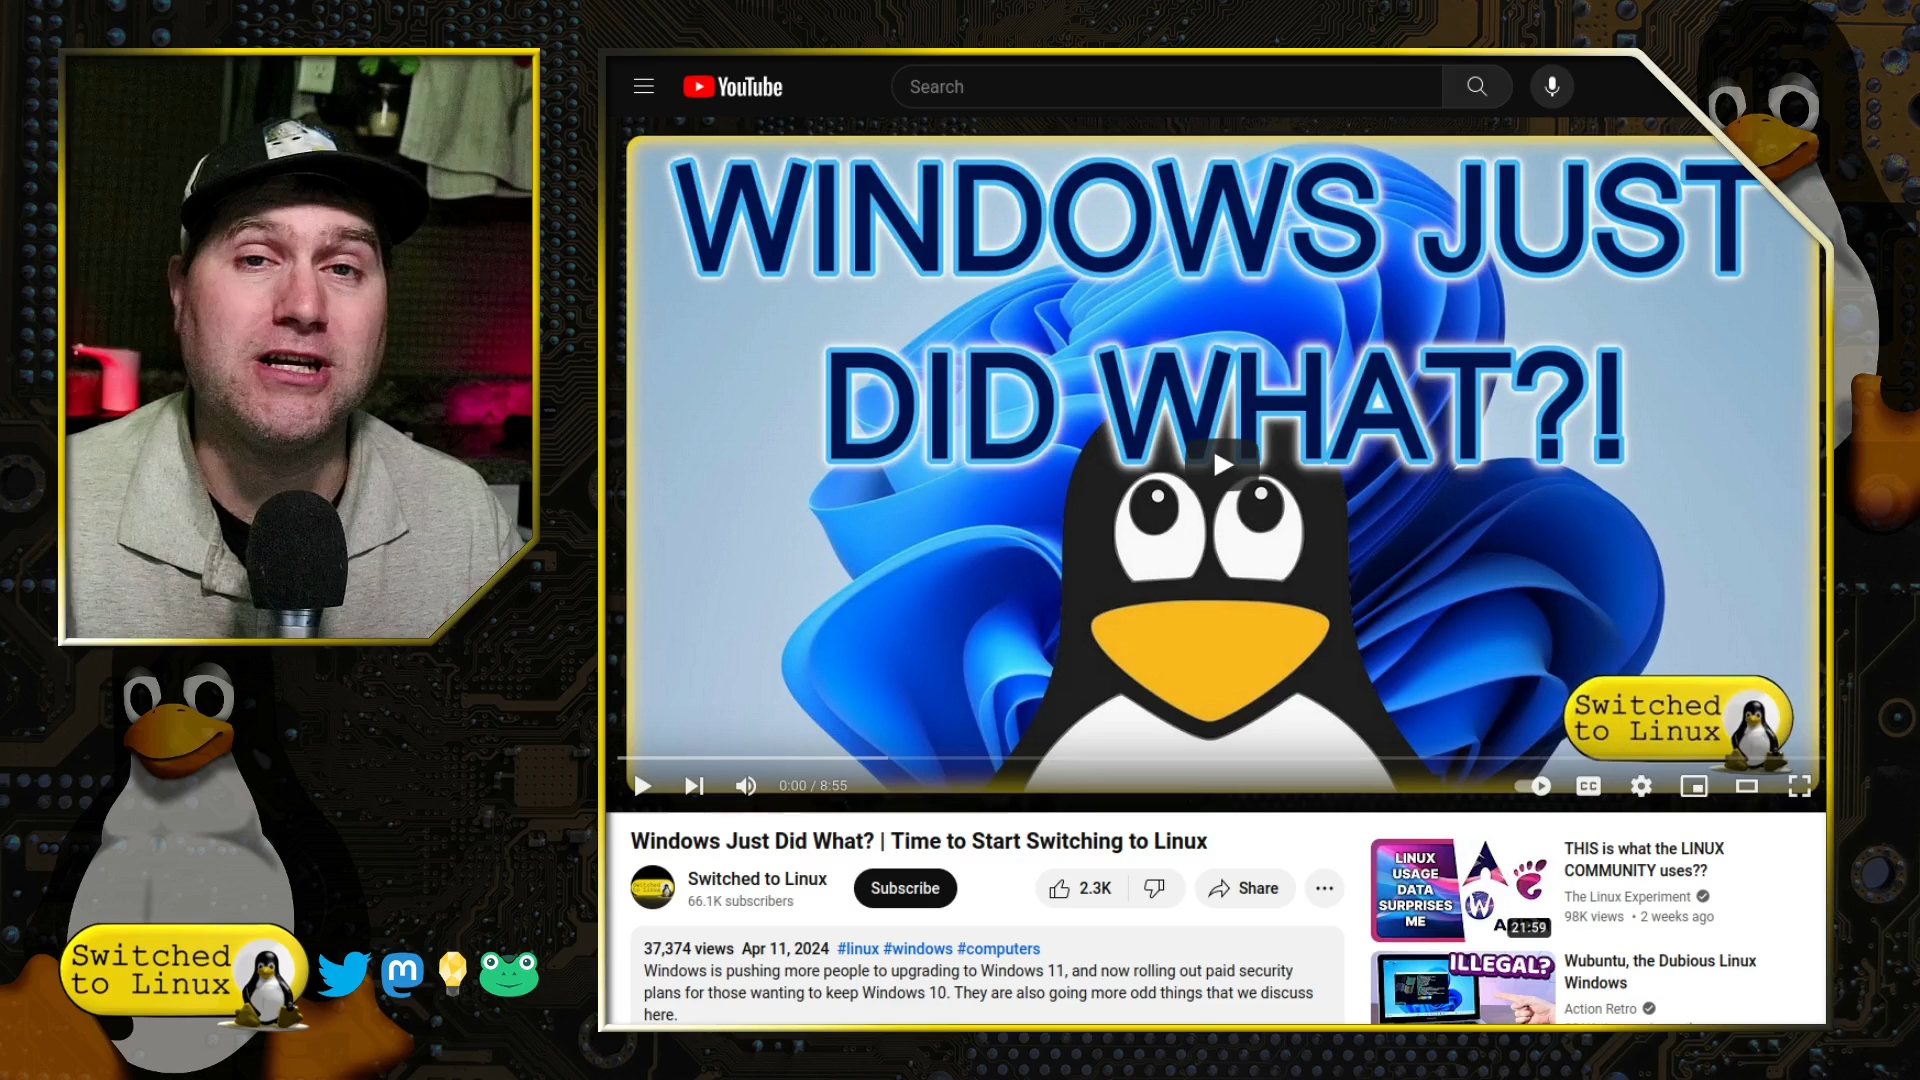 YouTube
Search
WINDOWS JUST
DID WHAT?!
Switched
to Linux
0:00 / 8:55
CC
Windows Just Did What? | Time to Start Switching to Linux
Switched to Linux
66.1K subscribers
Subscribe
2.3K
Share
37,374 views Apr 11, 2024 #linux #windows #computers
Windows is pushing more people to upgrading to Windows 11, and now rolling out paid security
plans for those wanting to keep Windows 10. They are also going more odd things that we discuss
here.
LINUX
USAGE
DATA
SURPRISES
ME
21:59
THIS is what the LINUX
COMMUNITY uses??
The Linux Experiment
98K views • 2 weeks ago
ILLEGAL?
Wubuntu, the Dubious Linux
Windows
Action Retro
Switched
to Linux